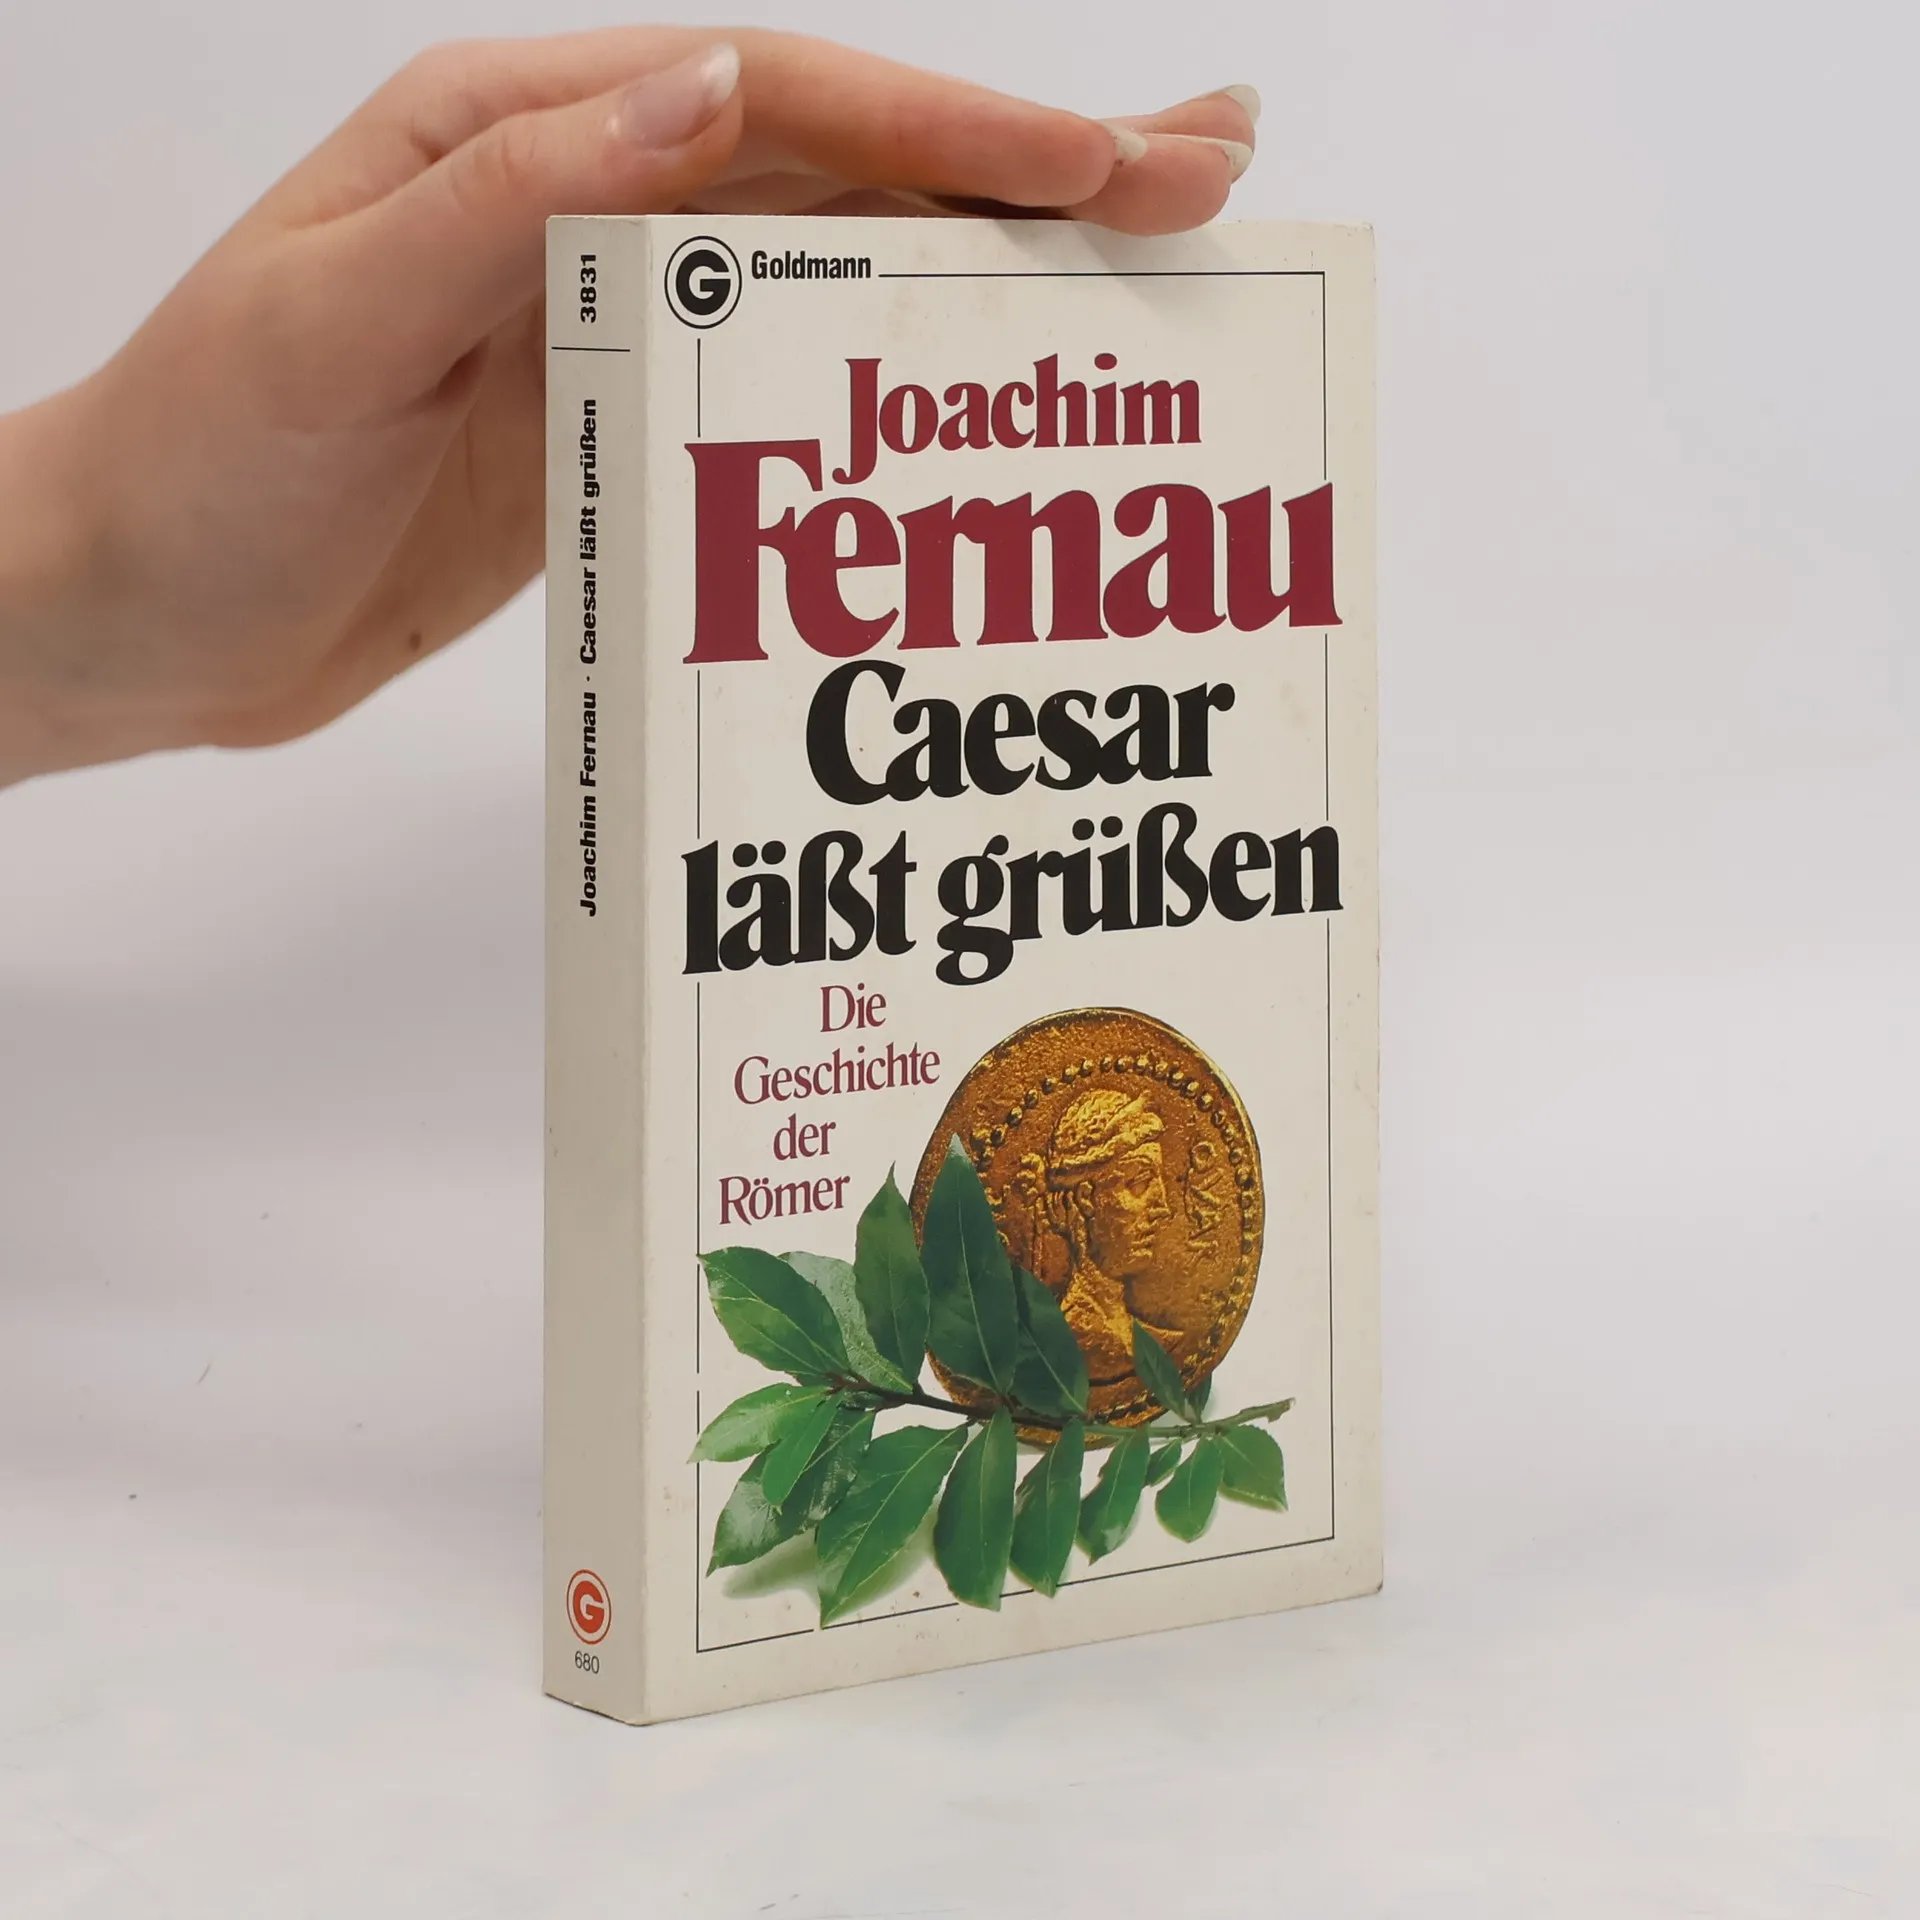 Goldmann
Joachim
Fernau
Caesar
läßt grüßen
Die
Geschichte
der
Römer
3831
Joachim Fernau · Caesar läßt grüßen
G
680